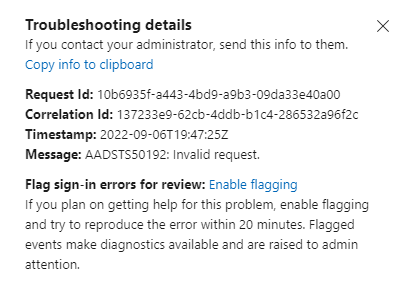 Troubleshooting details
If you contact your administrator, send this info to them.
Copy info to clipboard
Request Id: 10b6935f-a443-4bd9-a9b3-09da33e40a00
Correlation Id: 137233e9-62cb-4ddb-b1c4-286532a96f2c
Timestamp: 2022-09-06T19:47:25Z
Message: AADSTS50192: Invalid request.
Flag sign-in errors for review: Enable flagging
If you plan on getting help for this problem, enable flagging
and try to reproduce the error within 20 minutes. Flagged
events make diagnostics available and are raised to admin
attention.